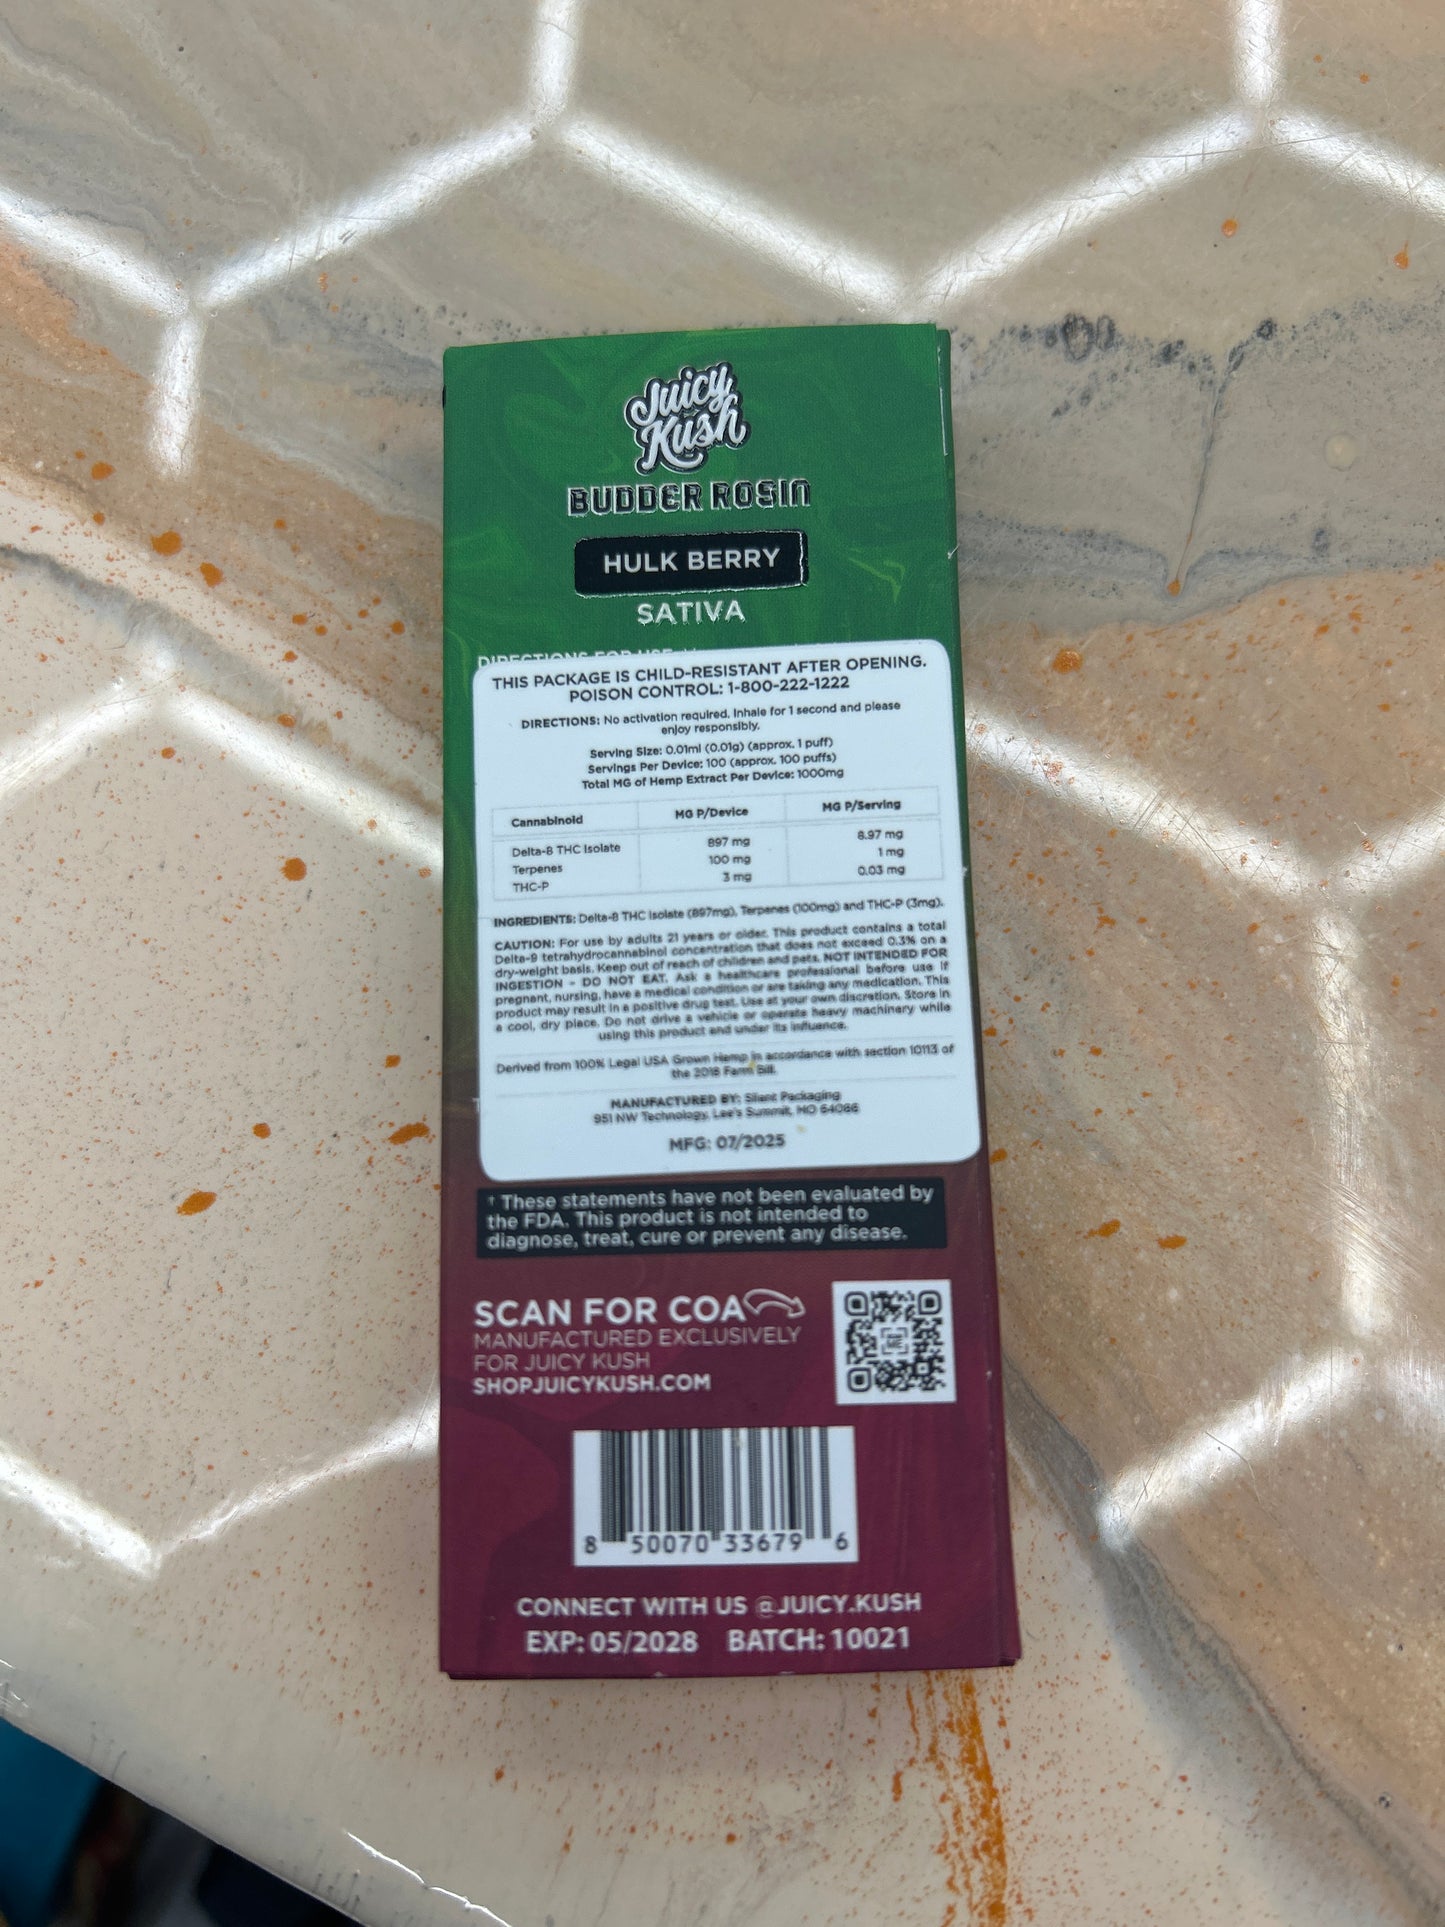 Juicy
Kush
BUDDER ROSIN
HULK BERRY
SATIVA
DIRECTIONS FOR USE:
THIS PACKAGE IS CHILD-RESISTANT AFTER OPENING.
POISON CONTROL: 1-800-222-1222
DIRECTIONS: No activation required. Inhale for 1 second and please
enjoy responsibly.
Serving Size: 0.01ml (0.01g) (approx. 1 puff)
Servings Per Device: 100 (approx. 100 puffs)
Total MG of Hemp Extract Per Device: 1000mg
Cannabinoid MG P/Device MG P/Serving
Delta-8 THC Isolate 897 mg 8.97 mg
Terpenes 100 mg 1 mg
THC-P 3 mg 0.03 mg
INGREDIENTS: Delta-8 THC Isolate (897mg), Terpenes (100mg) and THC-P (3mg).
CAUTION: For use by adults 21 years or older. This product contains a total
Delta-9 tetrahydrocannabinol concentration that does not exceed 0.3% on a
dry-weight basis. Keep out of reach of children and pets. NOT INTENDED FOR
INGESTION - DO NOT EAT. Ask a healthcare professional before use if
pregnant, nursing, have a medical condition or are taking any medication. This
product may result in a positive drug test. Use at your own discretion. Store in
a cool, dry place. Do not drive a vehicle or operate heavy machinery while
using this product and under its influence.
Derived from 100% Legal USA Grown Hemp in accordance with section 10113 of
the 2018 Farm Bill.
MANUFACTURED BY: Silent Packaging
951 NW Technology, Lee's Summit, MO 64086
MFG: 07/2025
† These statements have not been evaluated by
the FDA. This product is not intended to
diagnose, treat, cure or prevent any disease.
SCAN FOR COA
MANUFACTURED EXCLUSIVELY
FOR JUICY KUSH
SHOPJUICYKUSH.COM
8 50070 33679 6
CONNECT WITH US @JUICY.KUSH
EXP: 05/2028 BATCH: 10021